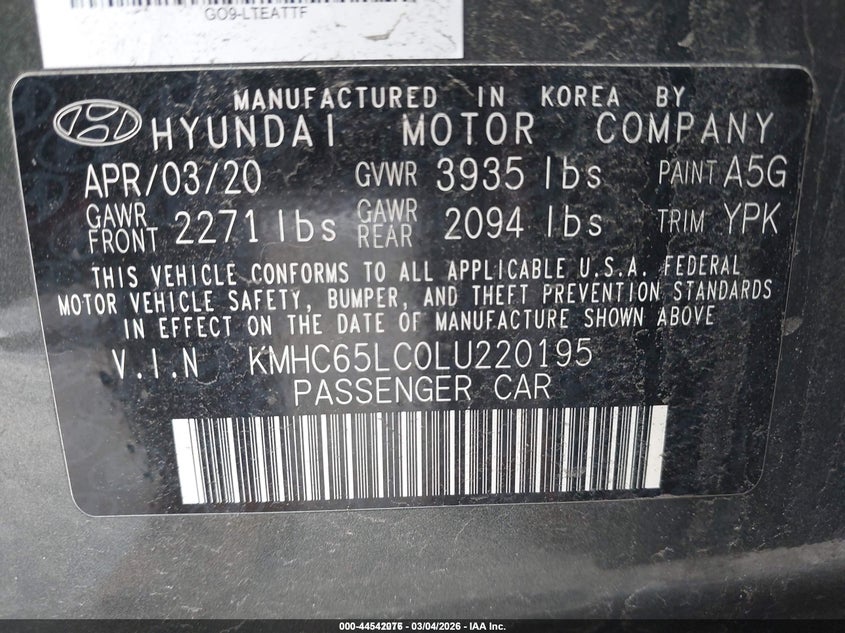 GO9-LTEATTF
MANUFACTURED IN KOREA BY
HYUNDAI MOTOR COMPANY
APR/03/20 GVWR 3935 lbs PAINT A5G
GAWR FRONT 2271 lbs GAWR REAR 2094 lbs TRIM YPK
THIS VEHICLE CONFORMS TO ALL APPLICABLE U.S.A. FEDERAL
MOTOR VEHICLE SAFETY, BUMPER, AND THEFT PREVENTION STANDARDS
IN EFFECT ON THE DATE OF MANUFACTURE SHOWN ABOVE
V.I.N KMHC65LC0LU220195
PASSENGER CAR
000-44542076 - 03/04/2026 - IAA Inc.